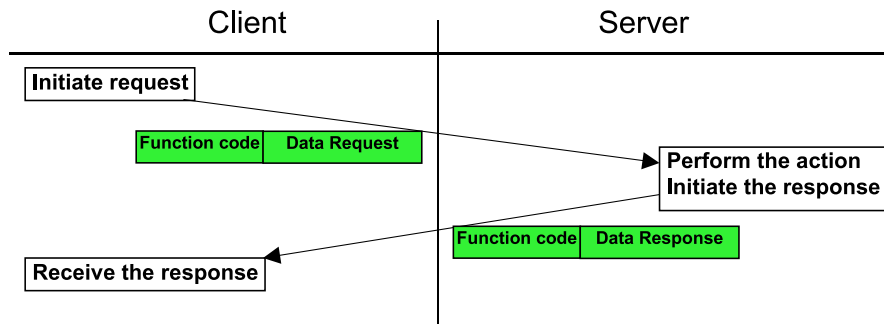 Client
Server
Initiate request
Function code
Data Request
Perform the action
Initiate the response
Function code
Data Response
Receive the response